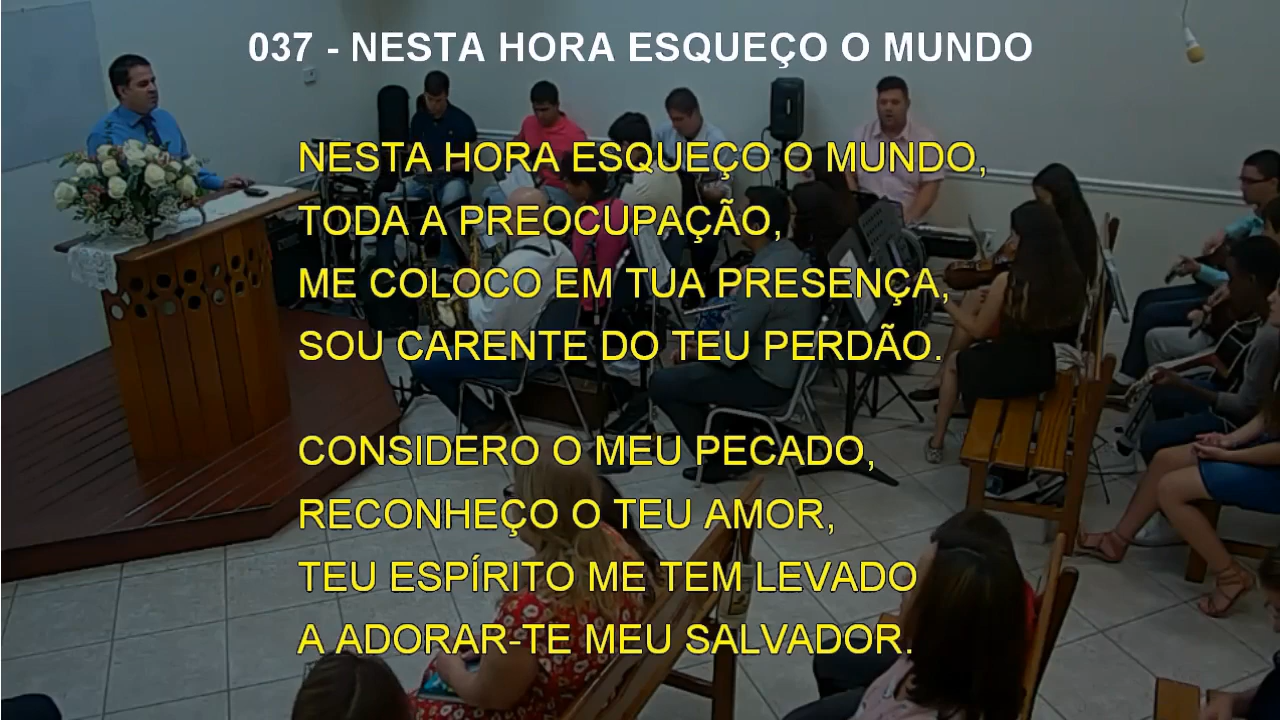 037 - NESTA HORA ESQUEÇO O MUNDO
NESTA HORA ESQUEÇO O MUNDO,
TODA A PREOCUPAÇÃO,
ME COLOCO EM TUA PRESENÇA,
SOU CARENTE DO TEU PERDÃO.
CONSIDERO O MEU PECADO,
RECONHEÇO O TEU AMOR,
TEU ESPÍRITO ME TEM LEVADO
A ADORAR-TE MEU SALVADOR.